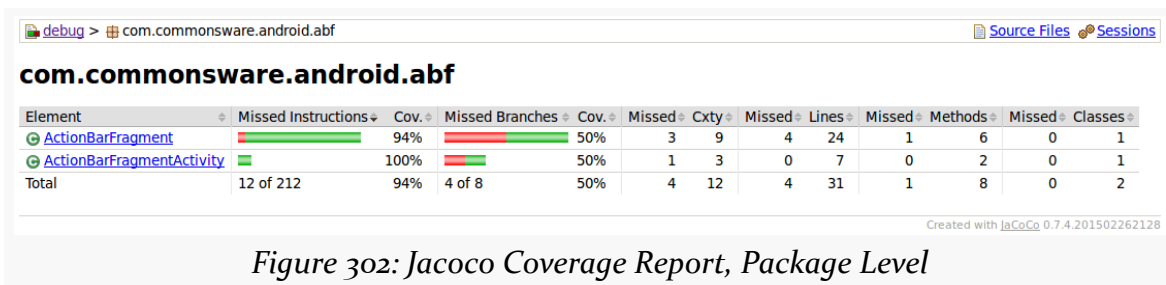 debug > com.commonsware.android.abf Source Files Sessions
com.commonsware.android.abf
Element Missed Instructions Cov. Missed Branches Cov. Missed Cxty Missed Lines Missed Methods Missed Classes
ActionBarFragment 94% 50% 3 9 4 24 1 6 0 1
ActionBarFragmentActivity 100% 50% 1 3 0 7 0 2 0 1
Total 12 of 212 94% 4 of 8 50% 4 12 4 31 1 8 0 2
Created with JaCoCo 0.7.4.201502262128
Figure 302: Jacoco Coverage Report, Package Level